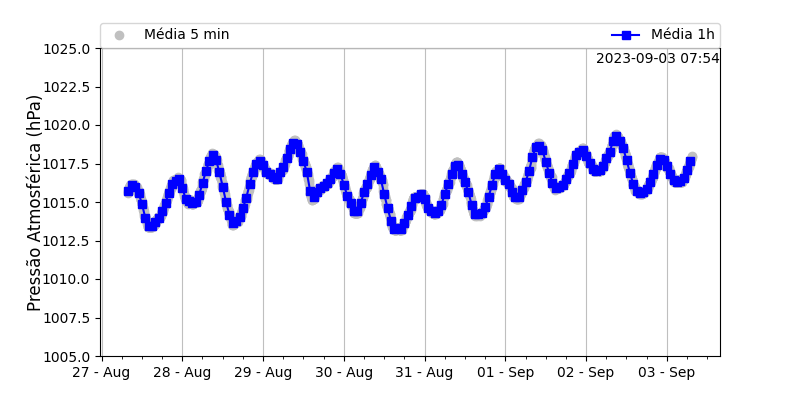 Média 5 min
Média 1h
2023-09-03 07:54
Pressão Atmosférica (hPa)
1025.0
1022.5
1020.0
1017.5
1015.0
1012.5
1010.0
1007.5
1005.0
27 - Aug
28 - Aug
29 - Aug
30 - Aug
31 - Aug
01 - Sep
02 - Sep
03 - Sep